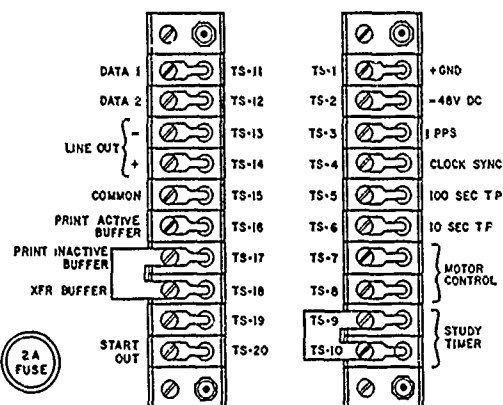 DATA 1 TS-11
DATA 2 TS-12
LINE OUT
- TS-13
+ TS-14
COMMON TS-15
PRINT ACTIVE
BUFFER TS-16
PRINT INACTIVE
BUFFER TS-17
XFR BUFFER TS-18
TS-19
START
OUT TS-20
2A
FUSE
TS-1 +GND
TS-2 -48V DC
TS-3 1 PPS
TS-4 CLOCK SYNC
TS-5 100 SEC TP
TS-6 10 SEC TP
TS-7
TS-8
MOTOR
CONTROL
TS-9
TS-10
STUDY
TIMER